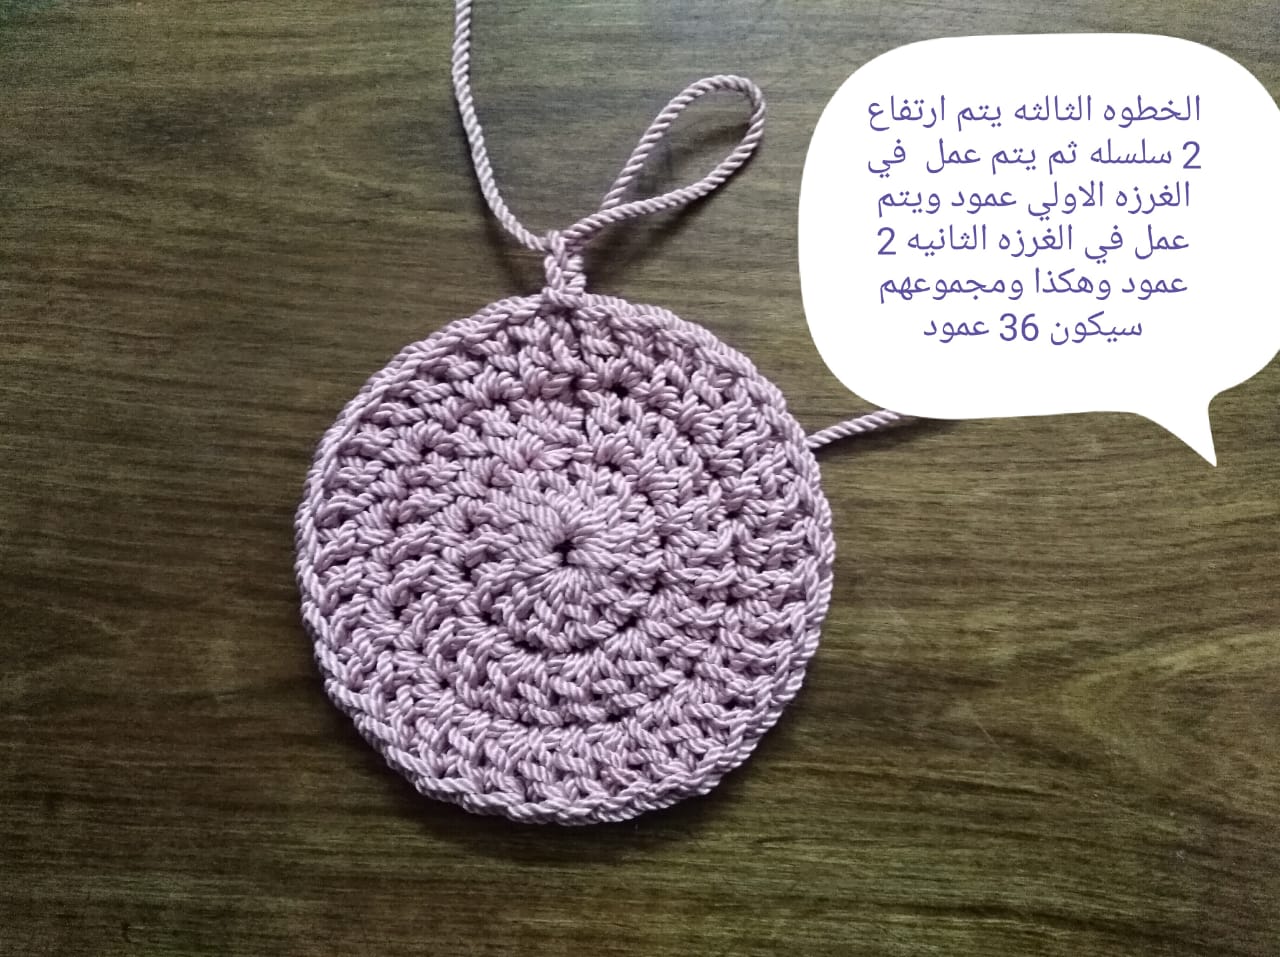 الخطوه الثالثه يتم ارتفاع
2 سلسله ثم يتم عمل  في
الغرزه الاولي عمود ويتم
عمل في الغرزه الثانيه 2
عمود وهكذا ومجموعهم
سيكون 36 عمود